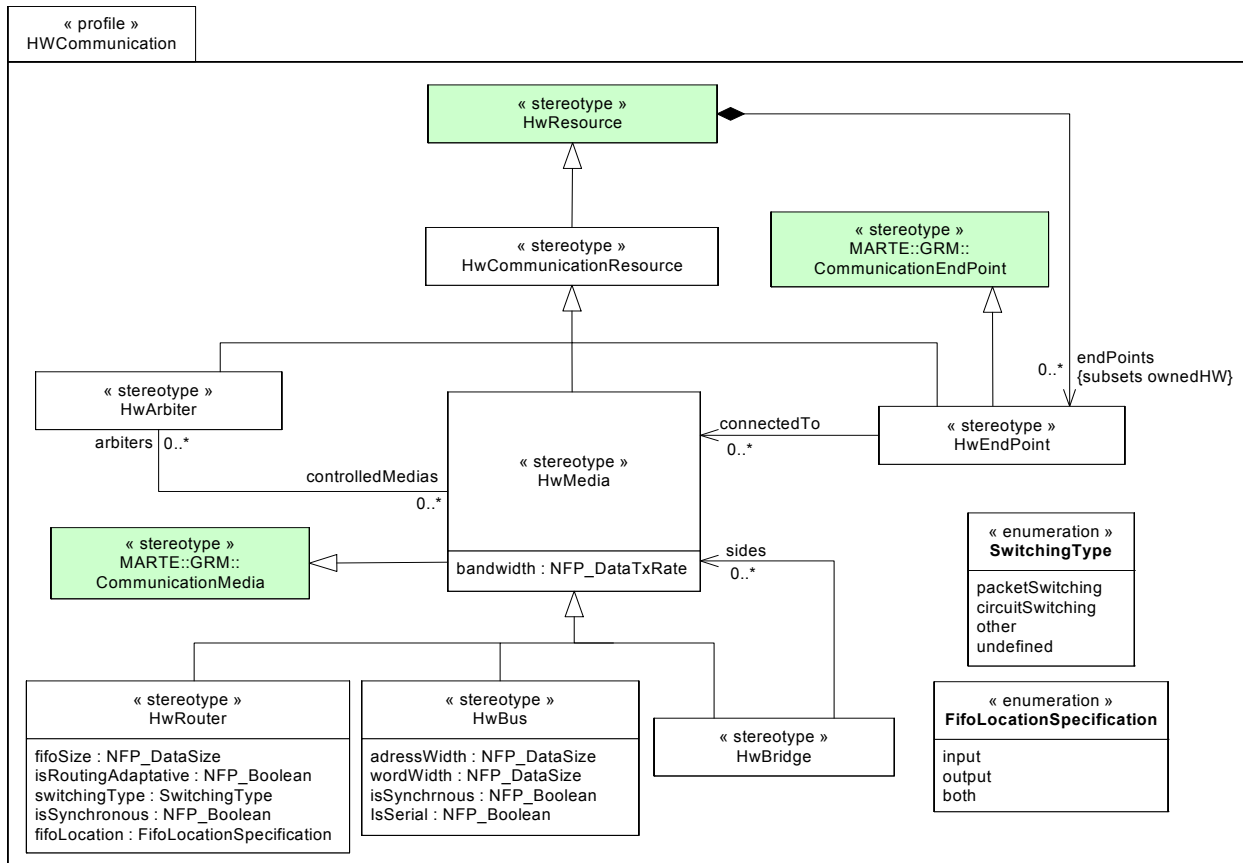 « profile »
HWCommunication
« stereotype »
HwResource
« stereotype »
HwCommunicationResource
« stereotype »
MARTE::GRM::
CommunicationEndPoint
endPoints
0..*
{subsets ownedHW}
« stereotype »
HwArbiter
arbiters 0..*
« stereotype »
HwMedia
bandwidth : NFP_DataTxRate
connectedTo
0..*
« stereotype »
HwEndPoint
controlledMedias
0..*
« stereotype »
MARTE::GRM::
CommunicationMedia
sides
0..*
« enumeration »
SwitchingType
packetSwitching
circuitSwitching
other
undefined
« stereotype »
HwRouter
fifoSize : NFP_DataSize
isRoutingAdaptative : NFP_Boolean
switchingType : SwitchingType
isSynchronous : NFP_Boolean
fifoLocation : FifoLocationSpecification
« stereotype »
HwBus
adressWidth : NFP_DataSize
wordWidth : NFP_DataSize
isSynchrnous : NFP_Boolean
IsSerial : NFP_Boolean
« stereotype »
HwBridge
« enumeration »
FifoLocationSpecification
input
output
both